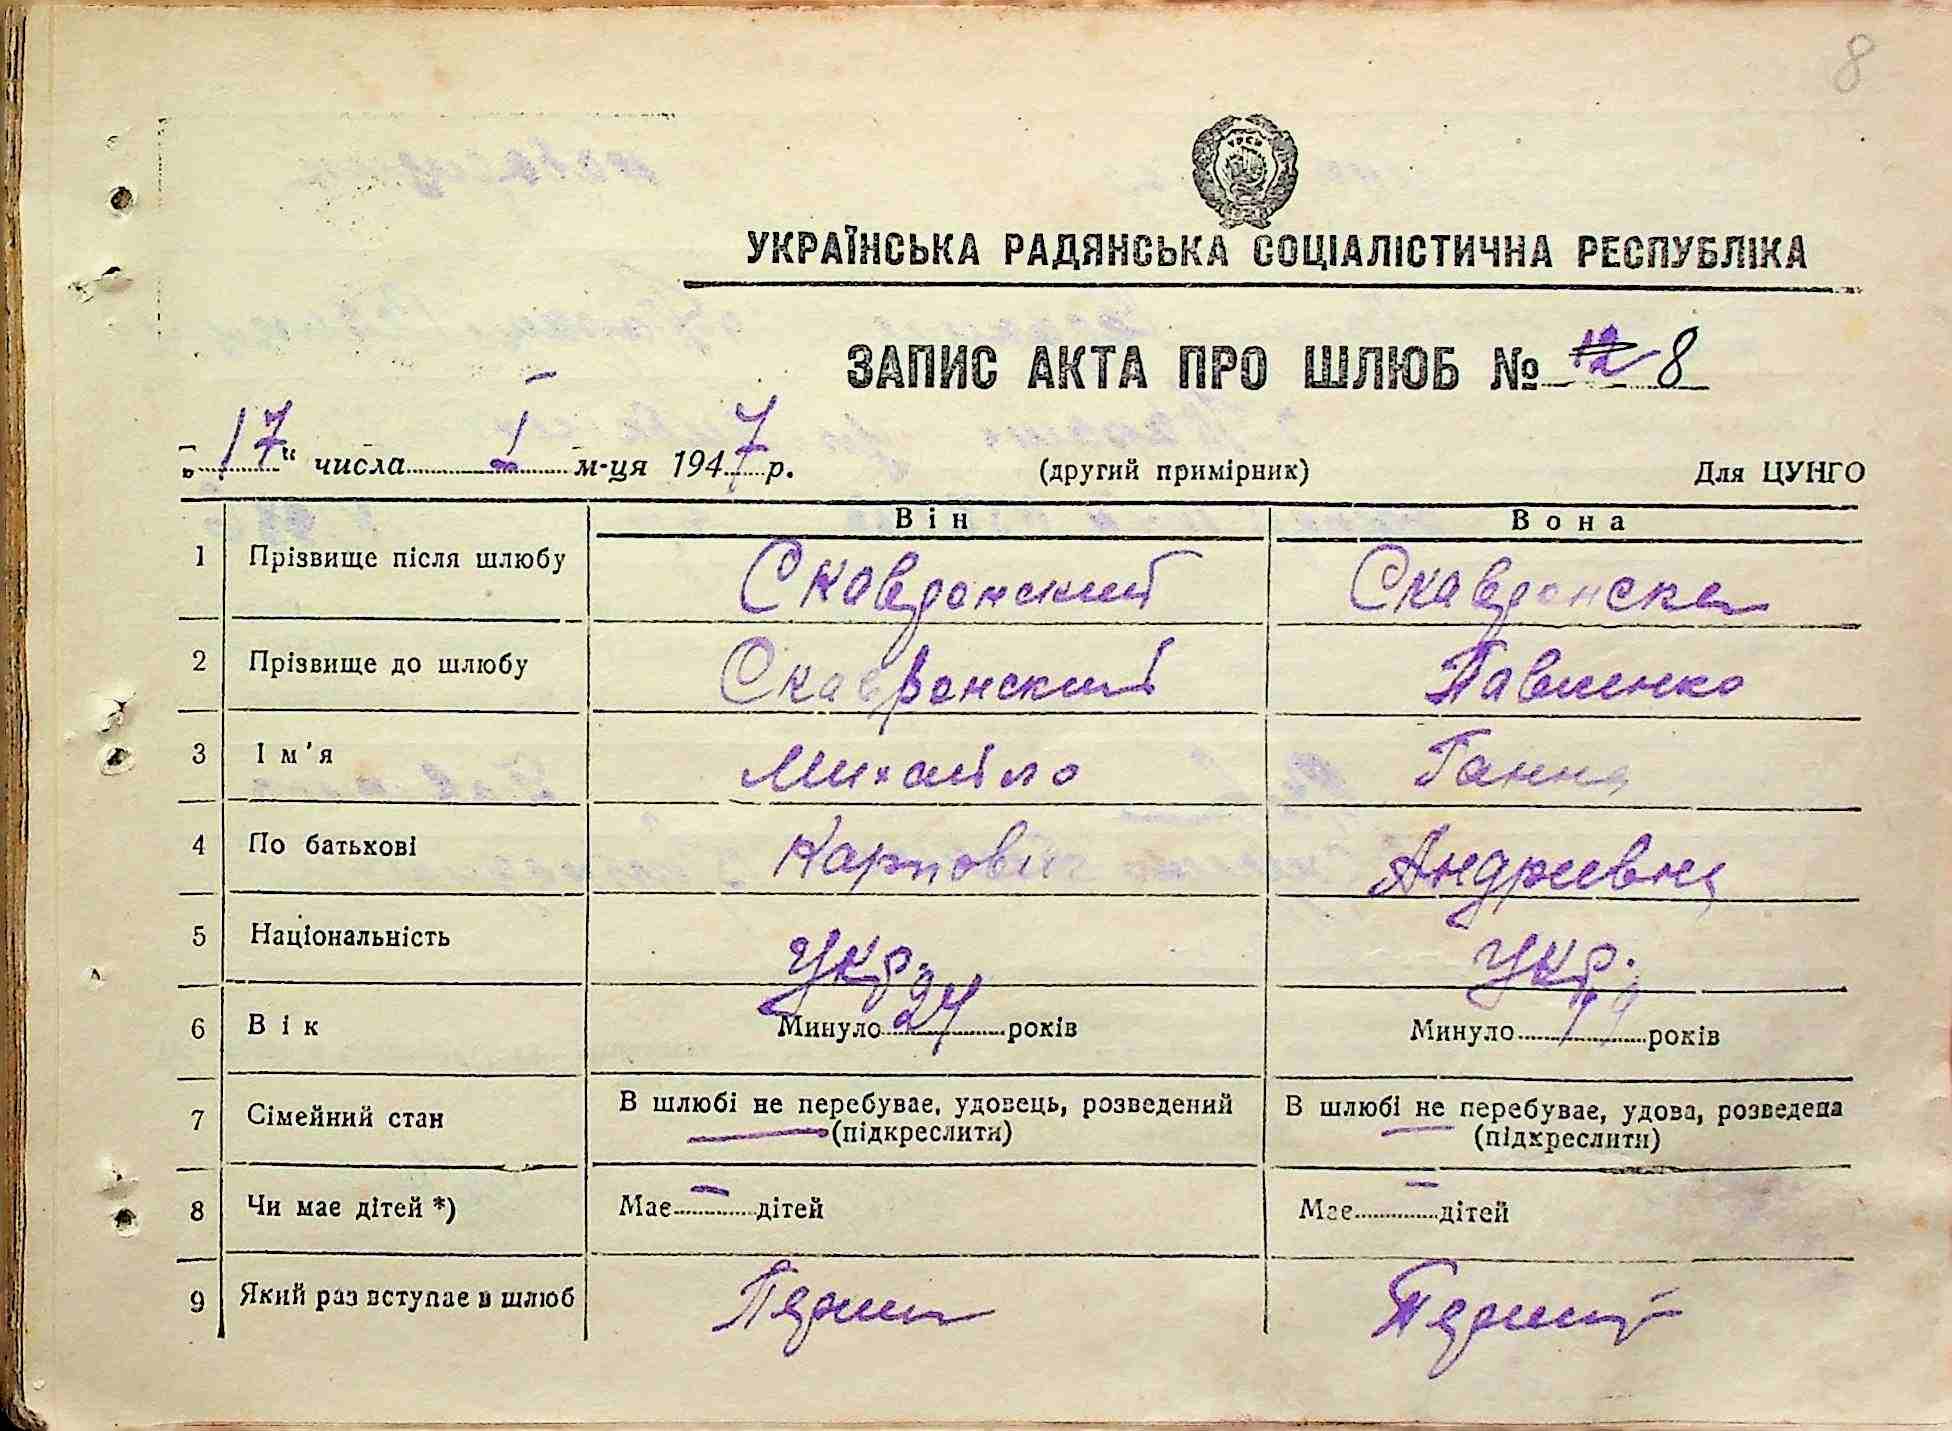 8
УКРАЇНСЬКА РАДЯНСЬКА СОЦІАЛІСТИЧНА РЕСПУБЛІКА
ЗАПИС АКТА ПРО ШЛЮБ № 12 8
„17“ числа I м-ця 1947 р. (другий примірник) Для ЦУНГО
Він Вона
1 Прізвище після шлюбу Скавронский Скавронска
2 Прізвище до шлюбу Скавронский Павленко
3 Ім'я Михайло Ганна
4 По батькові Карпович Андриевна
5 Національність Укр. Укр.
6 Вік Минуло 24 років Минуло 19 років
7 Сімейний стан В шлюбі не перебуває, удовець, розведений (підкреслити) В шлюбі не перебуває, удова, розведена (підкреслити)
8 Чи має дітей *) Має — дітей Має — дітей
9 Який раз вступає в шлюб Перший Перший